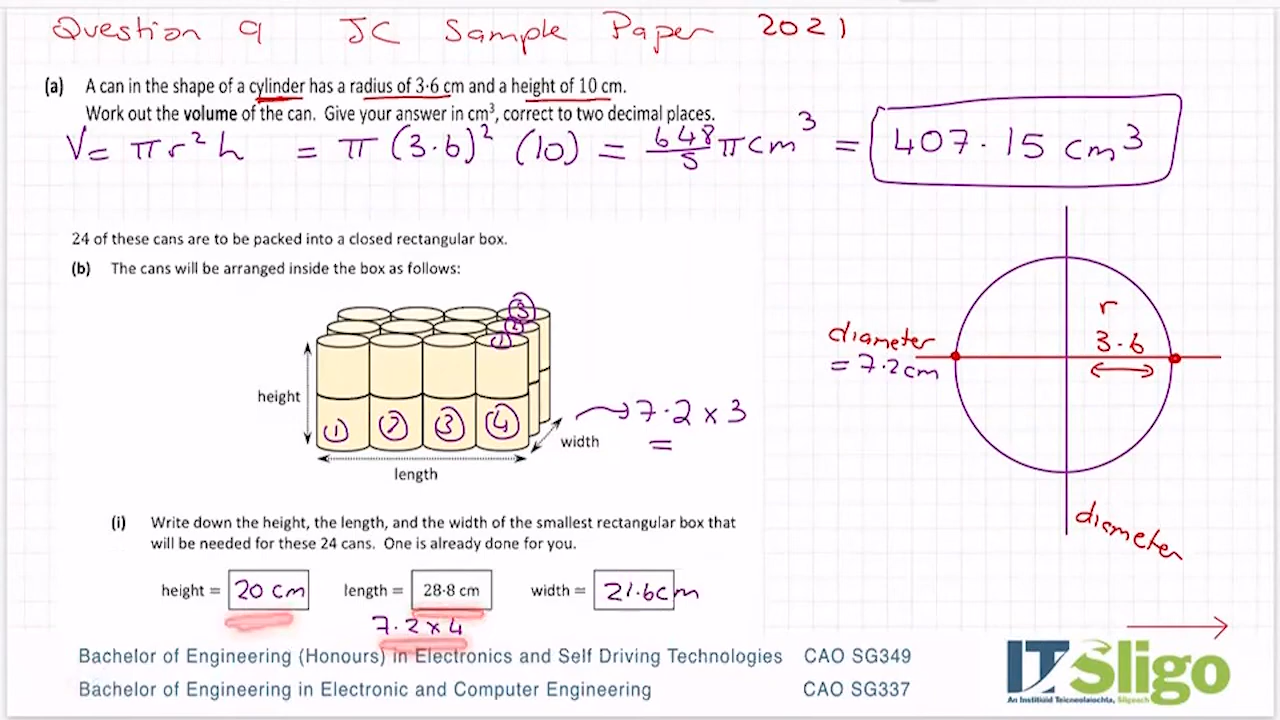 Question 9 JC Sample Paper 2021
(a) A can in the shape of a cylinder has a radius of 3·6 cm and a height of 10 cm.
Work out the volume of the can. Give your answer in cm³, correct to two decimal places.
V = πr²h = π (3·6)² (10) = 648/5 π cm³ = 407·15 cm³
24 of these cans are to be packed into a closed rectangular box.
(b) The cans will be arranged inside the box as follows:
3
2
1
height
1 2 3 4
width
length
7·2 x 3
=
r
3·6
diameter
= 7·2cm
diameter
(i) Write down the height, the length, and the width of the smallest rectangular box that
will be needed for these 24 cans. One is already done for you.
height = 20 cm length = 28·8 cm width = 21.6cm
7·2 x 4
Bachelor of Engineering (Honours) in Electronics and Self Driving Technologies CAO SG349
Bachelor of Engineering in Electronic and Computer Engineering CAO SG337
IT Sligo
An Institiúid Teicneolaíochta, Sligeach